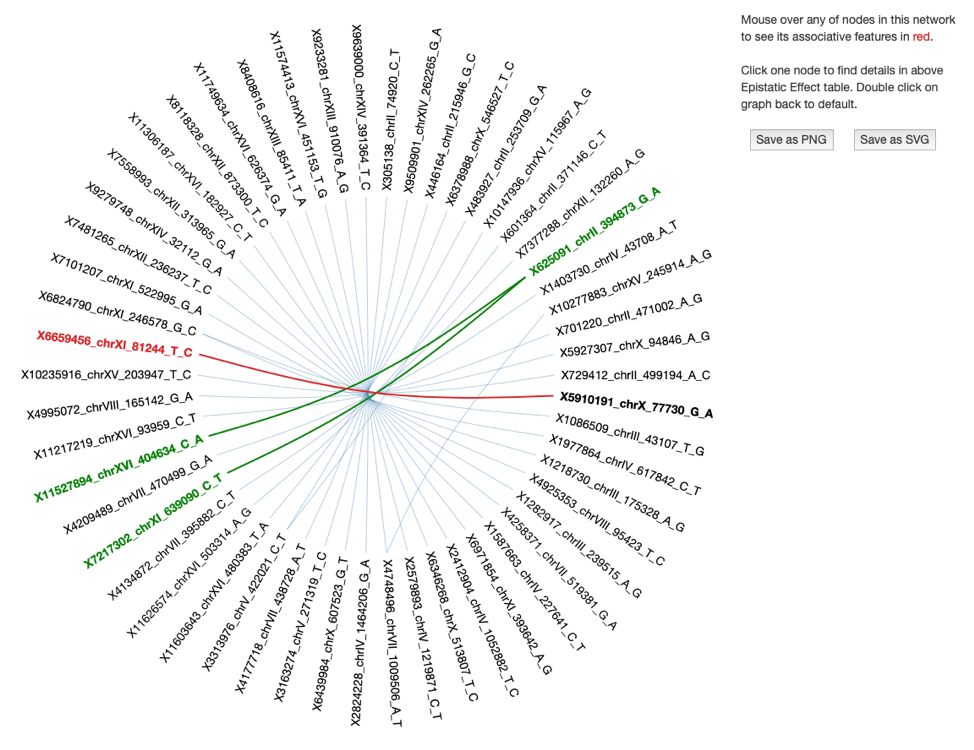 Mouse over any of nodes in this network
to see its associative features in red.
Click one node to find details in above
Epistatic Effect table. Double click on
graph back to default.
Save as PNG
Save as SVG
X9639000_chrXIV_391364_T_C
X305138_chrII_74920_C_T
X9509901_chrXIV_262265_G_A
X446164_chrII_215946_G_C
X6378988_chrX_546527_T_C
X483927_chrII_253709_G_A
X10147936_chrXV_115967_A_G
X601364_chrII_371146_C_T
X7377288_chrXII_132260_A_G
X625091_chrII_394873_G_A
X1403730_chrIV_43708_A_T
X10277883_chrXV_245914_A_G
X701220_chrII_471002_A_G
X5927307_chrX_94846_A_G
X729412_chrII_499194_A_C
X5910191_chrX_77730_G_A
X1086509_chrIII_43107_T_G
X1977864_chrIV_617842_C_T
X1218730_chrIII_175328_A_G
X4925353_chrVIII_95423_T_C
X1282917_chrIII_239515_A_G
X4258371_chrVII_519381_G_A
X1587663_chrIV_227641_C_T
X6971854_chrXI_393642_A_G
X2412904_chrIV_1052882_T_C
X6346268_chrX_513807_T_C
X2579893_chrIV_1219871_C_T
X4748496_chrVII_1009506_A_T
X2824228_chrIV_1464206_G_A
X6439984_chrX_607523_G_T
X3163274_chrV_271319_T_C
X4177718_chrVII_438728_A_T
X3313976_chrV_422021_C_T
X11603643_chrXVI_480383_T_A
X11626574_chrXVI_503314_A_G
X4134872_chrVII_395882_C_T
X7217302_chrXI_639090_C_T
X4209489_chrVII_470499_G_A
X11527894_chrXVI_404634_C_A
X11217219_chrXVI_93959_C_T
X4995072_chrVIII_165142_G_A
X10235916_chrXV_203947_T_C
X6659456_chrXI_81244_T_C
X6824790_chrXI_246578_G_C
X7101207_chrXI_522995_G_A
X7481265_chrXII_236237_T_C
X9279748_chrXIV_32112_G_A
X7558993_chrXII_313965_G_A
X11306187_chrXVI_182927_C_T
X8118328_chrXII_873300_T_C
X11749634_chrXVI_626374_G_A
X8408616_chrXIII_85411_T_A
X11574413_chrXVI_451153_T_G
X9233281_chrXIII_910076_A_G